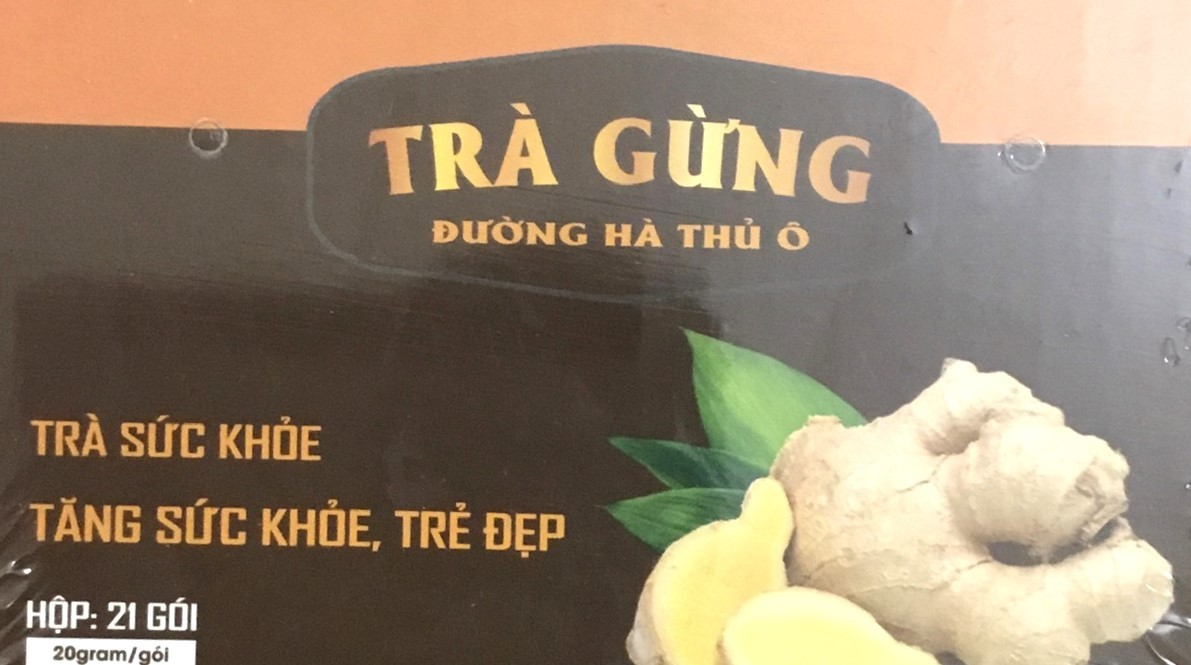 TRÀ GỪNG
ĐƯỜNG HÀ THỦ Ô
TRÀ SỨC KHỎE
TĂNG SỨC KHỎE, TRẺ ĐẸP
HỘP: 21 GÓI
20gram/gói